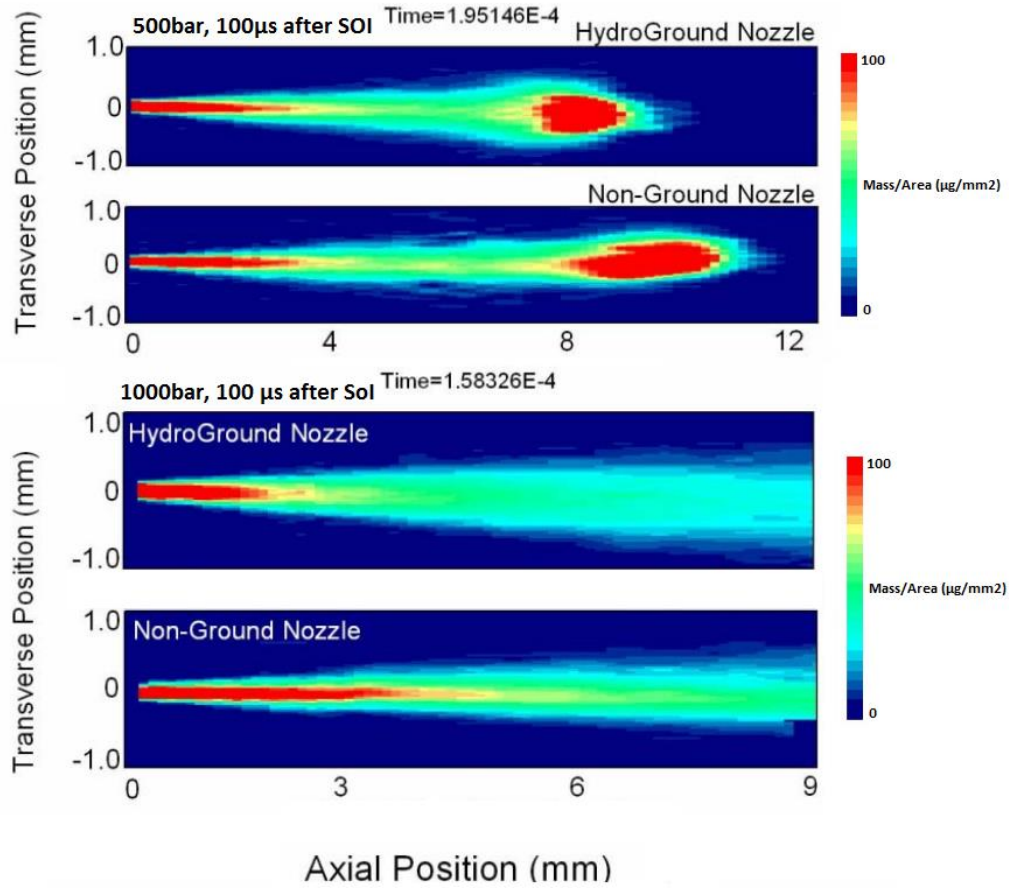 500bar, 100µs after SOI
Time=1.95146E-4
HydroGround Nozzle
Transverse Position (mm)
1.0
0
-1.0
Non-Ground Nozzle
1.0
0
-1.0
0 4 8 12
100
Mass/Area (µg/mm2)
0
1000bar, 100 µs after SoI
Time=1.58326E-4
HydroGround Nozzle
Transverse Position (mm)
1.0
0
-1.0
Non-Ground Nozzle
1.0
0
-1.0
0 3 6 9
100
Mass/Area (µg/mm2)
0
Axial Position (mm)